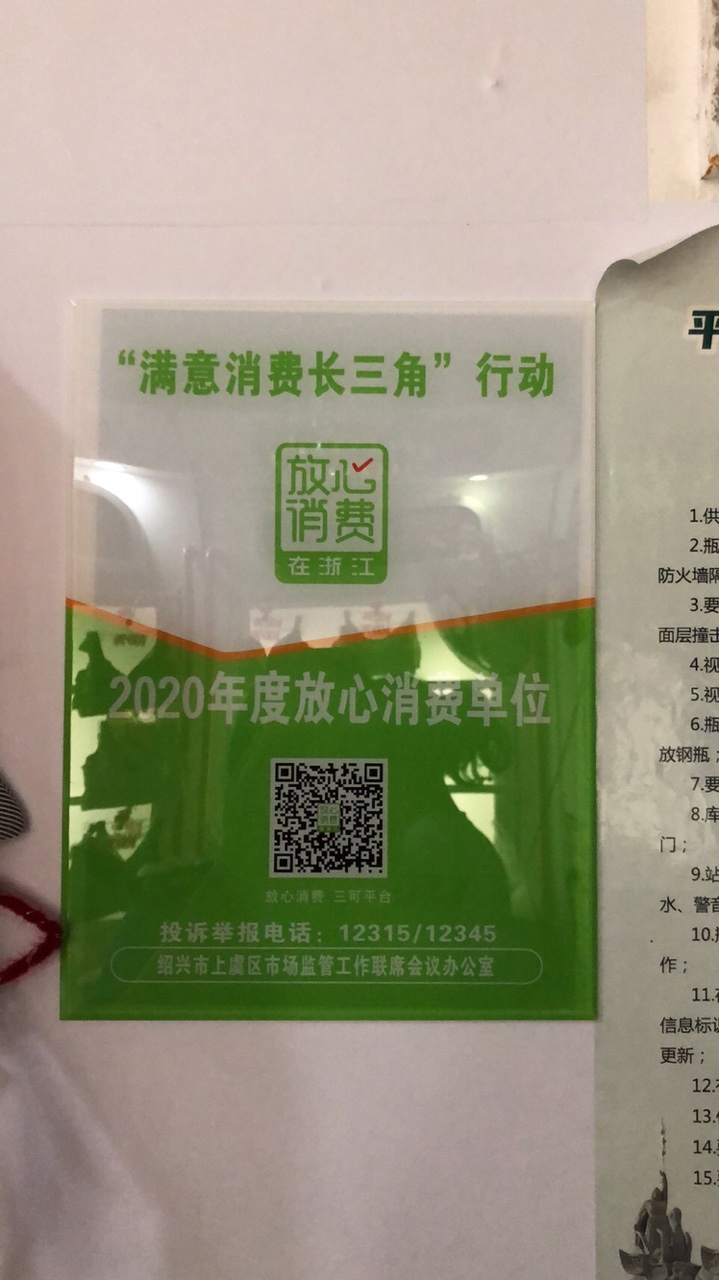 “满意消费长三角”行动
放心
消费
在浙江
2020年度放心消费单位
放心消费 三可平台
投诉举报电话：12315/12345
绍兴市上虞区市场监管工作联席会议办公室
平
1.供
2.瓶
防火墙隔
3.要
面层撞击
4.视
5.视
6.瓶
放钢瓶；
7.要
8.库
门；
9.站
水、警音
10.
作；
11.
信息标识
更新；
12.
13.
14.
15.